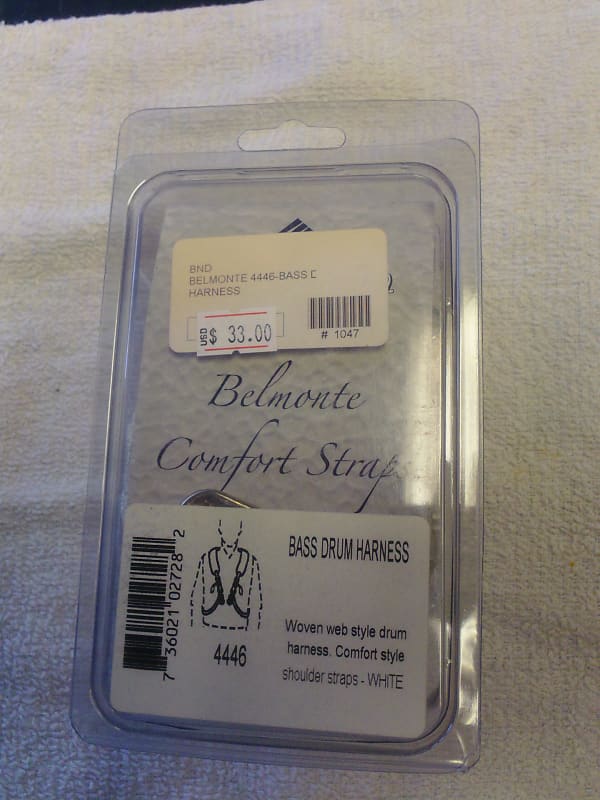 BND
BELMONTE 4446-BASS D
HARNESS
USD $ 33.00
# 1047
Belmonte
Comfort Straps
BASS DRUM HARNESS
Woven web style drum
harness. Comfort style
shoulder straps - WHITE
4446
7 36021 02728 2